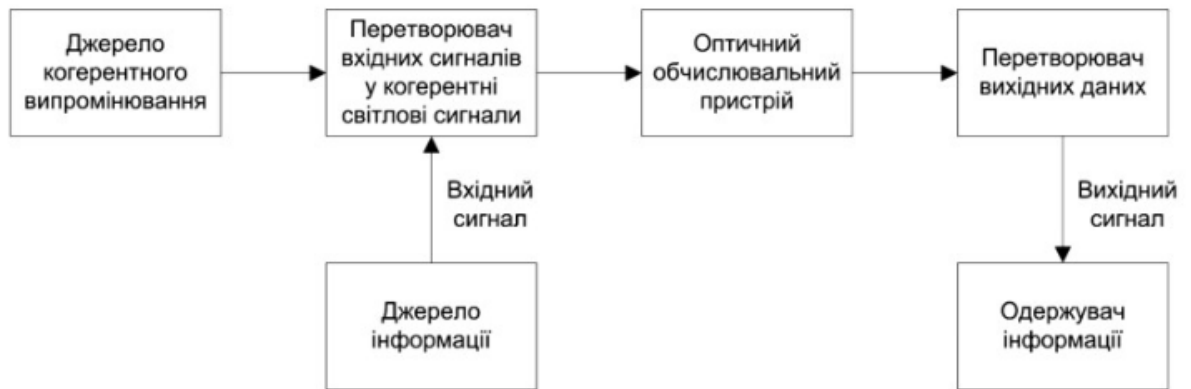 Джерело
когерентного
випромінювання
Перетворювач
вхідних сигналів
у когерентні
світлові сигнали
Оптичний
обчислювальний
пристрій
Перетворювач
вихідних даних
Вхідний
сигнал
Вихідний
сигнал
Джерело
інформації
Одержувач
інформації